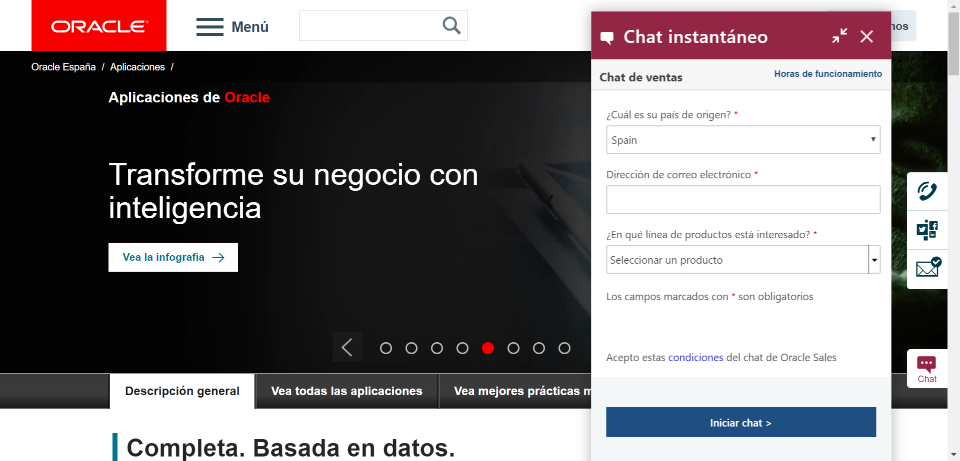 ORACLE
Menú
nos
Oracle España / Aplicaciones /
Aplicaciones de Oracle
Transforme su negocio con
inteligencia
Vea la infografia
Descripción general
Vea todas las aplicaciones
Vea mejores prácticas m
Completa. Basada en datos.
Chat instantáneo
Chat de ventas
Horas de funcionamiento
¿Cuál es su país de origen? *
Spain
Dirección de correo electrónico *
¿En qué línea de productos está interesado? *
Seleccionar un producto
Los campos marcados con * son obligatorios
Acepto estas condiciones del chat de Oracle Sales
Iniciar chat >
Chat